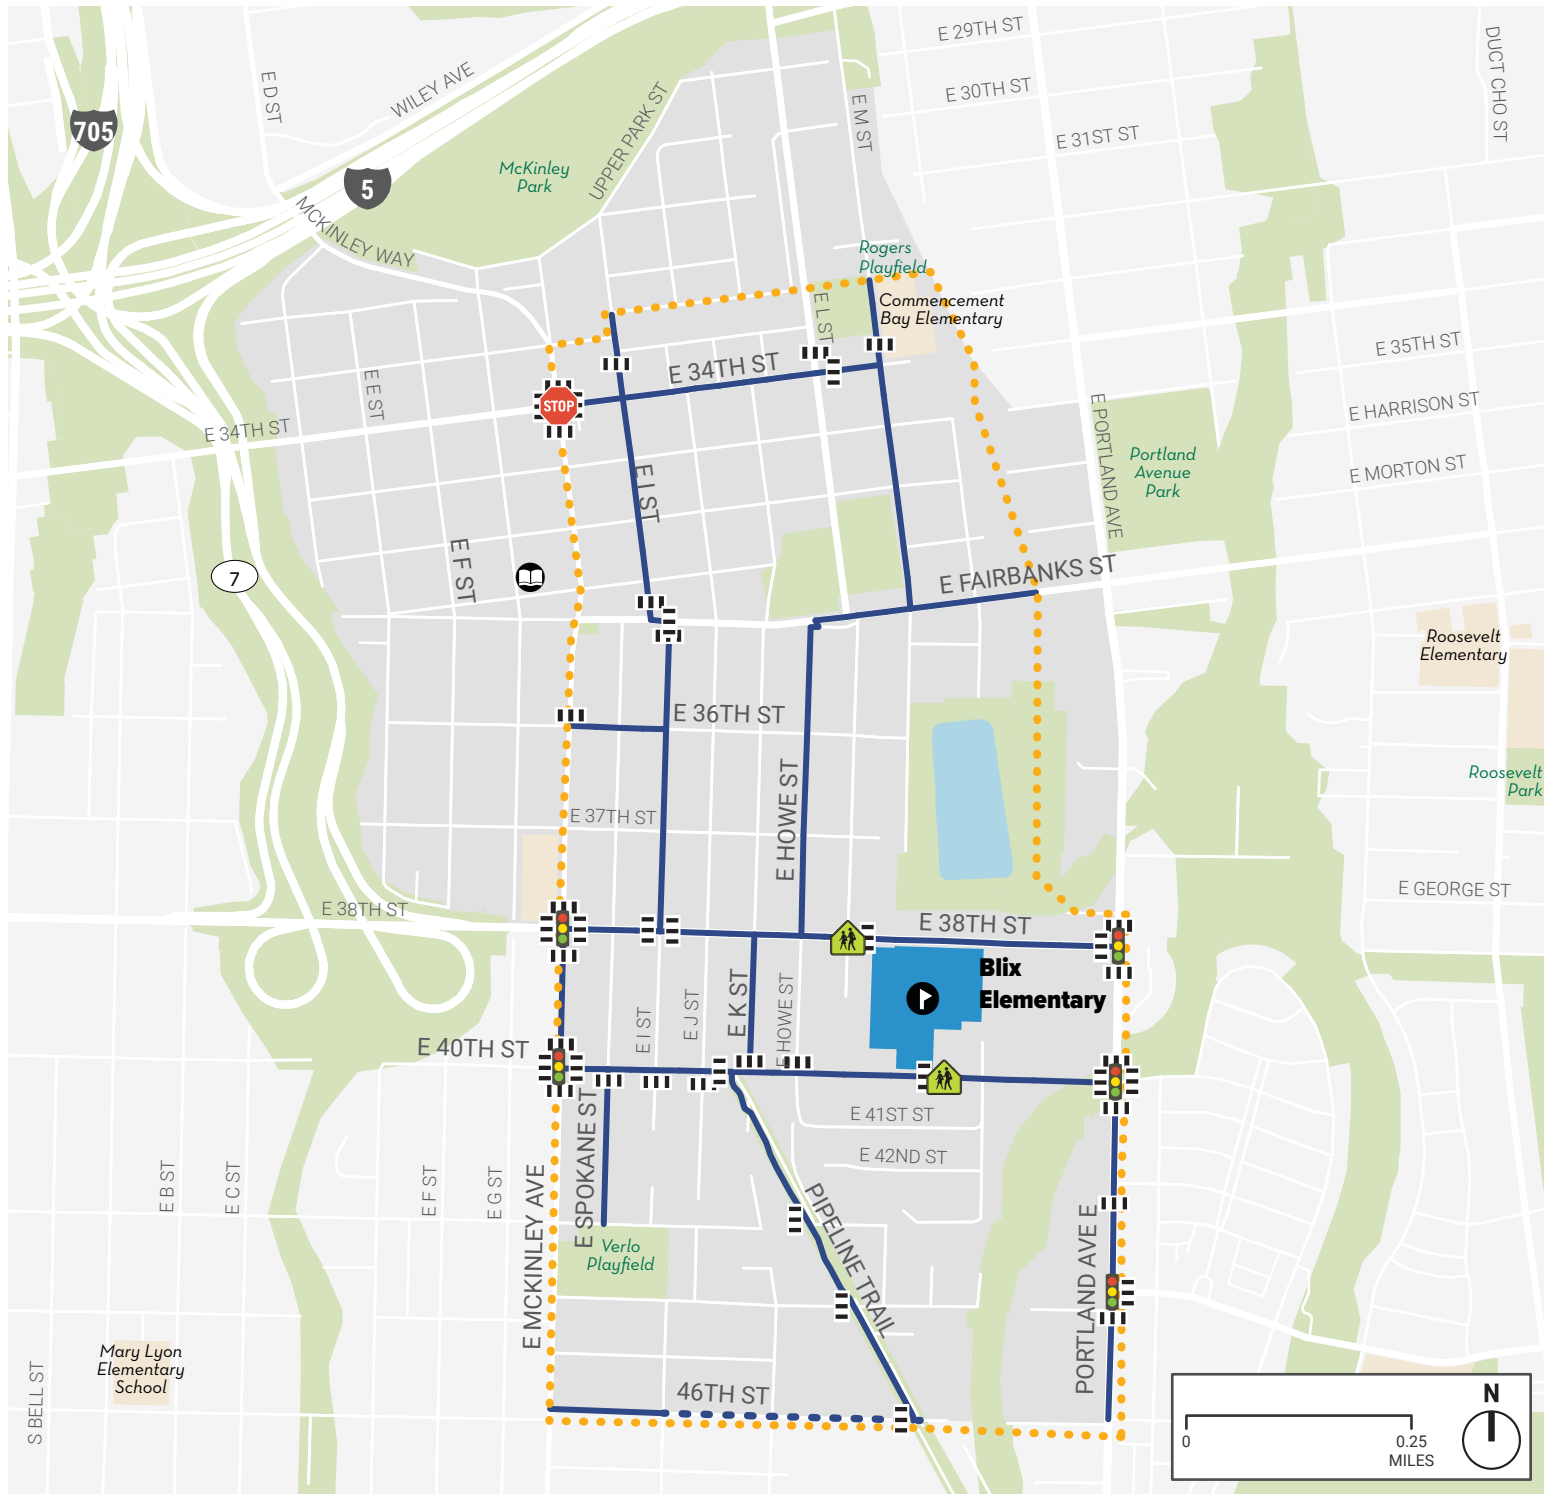 E 29TH ST
DUCT CHO ST
E D ST
WILEY AVE
E 30TH ST
UPPER PARK ST
E M ST
705
E 31ST ST
McKinley
Park
5
MCKINLEY WAY
Rogers
Playfield
Commencement
Bay Elementary
E L ST
E 34TH ST
E 35TH ST
E E ST
STOP
E HARRISON ST
E 34TH ST
E PORTLAND AVE
Portland
Avenue
Park
E MORTON ST
E I ST
E F ST
E FAIRBANKS ST
7
Roosevelt
Elementary
E 36TH ST
Roosevelt
Park
E 37TH ST
E HOWE ST
E GEORGE ST
E 38TH ST
E 38TH ST
Blix
Elementary
E K ST
E HOWE ST
E J ST
E I ST
E 40TH ST
E 41ST ST
E 42ND ST
E SPOKANE ST
E B ST
E C ST
E F ST
E G ST
E MCKINLEY AVE
PIPELINE TRAIL
PORTLAND AVE E
Verlo
Playfield
Mary Lyon
Elementary
School
S BELL ST
46TH ST
N
0
0.25
MILES